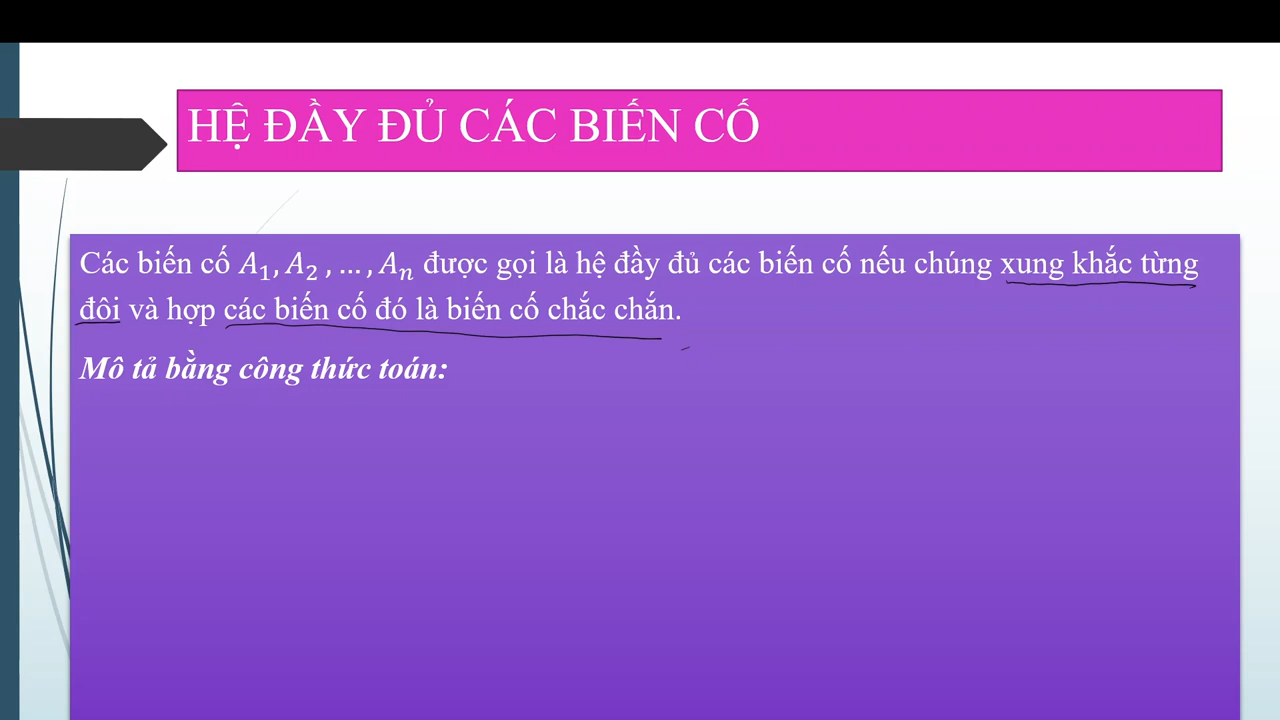 HỆ ĐẦY ĐỦ CÁC BIẾN CỐ
Các biến cố A₁, A₂ , … , Aₙ được gọi là hệ đầy đủ các biến cố nếu chúng xung khắc từng
đôi và hợp các biến cố đó là biến cố chắc chắn.
Mô tả bằng công thức toán: